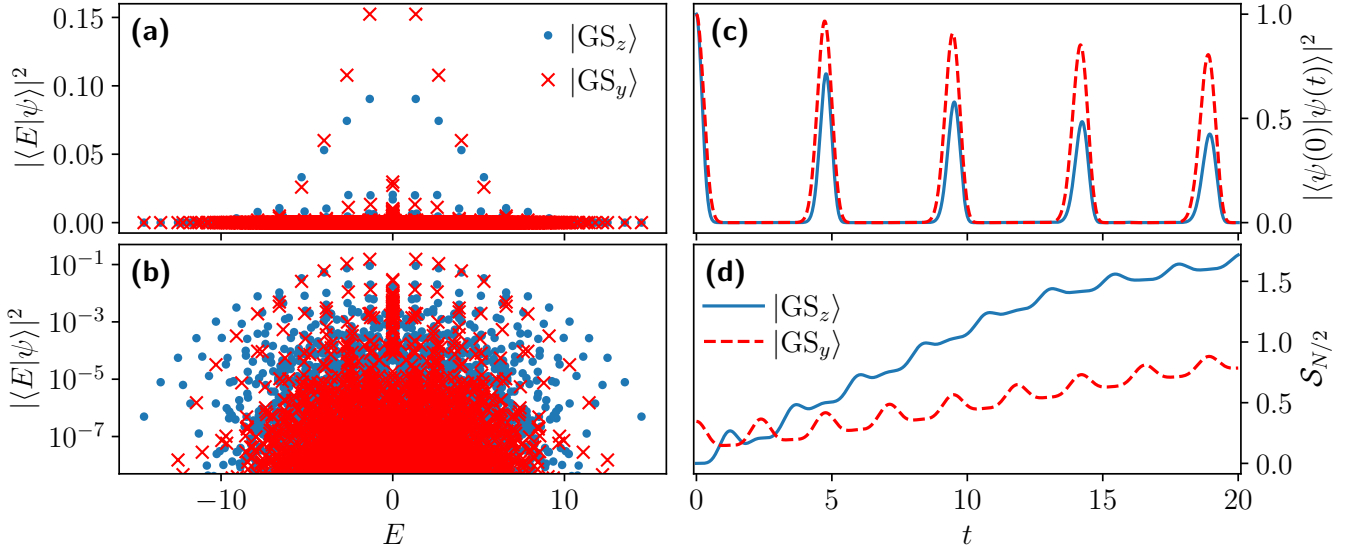 (a)
|GS_z⟩
|GS_y⟩
|⟨E|ψ⟩|²
0.15
0.10
0.05
0.00
(b)
|⟨E|ψ⟩|²
10⁻¹
10⁻³
10⁻⁵
10⁻⁷
−10
0
10
E
(c)
|⟨ψ(0)|ψ(t)⟩|²
1.0
0.5
0.0
(d)
|GS_z⟩
|GS_y⟩
𝒮_{N/2}
1.5
1.0
0.5
0.0
0
5
10
15
20
t